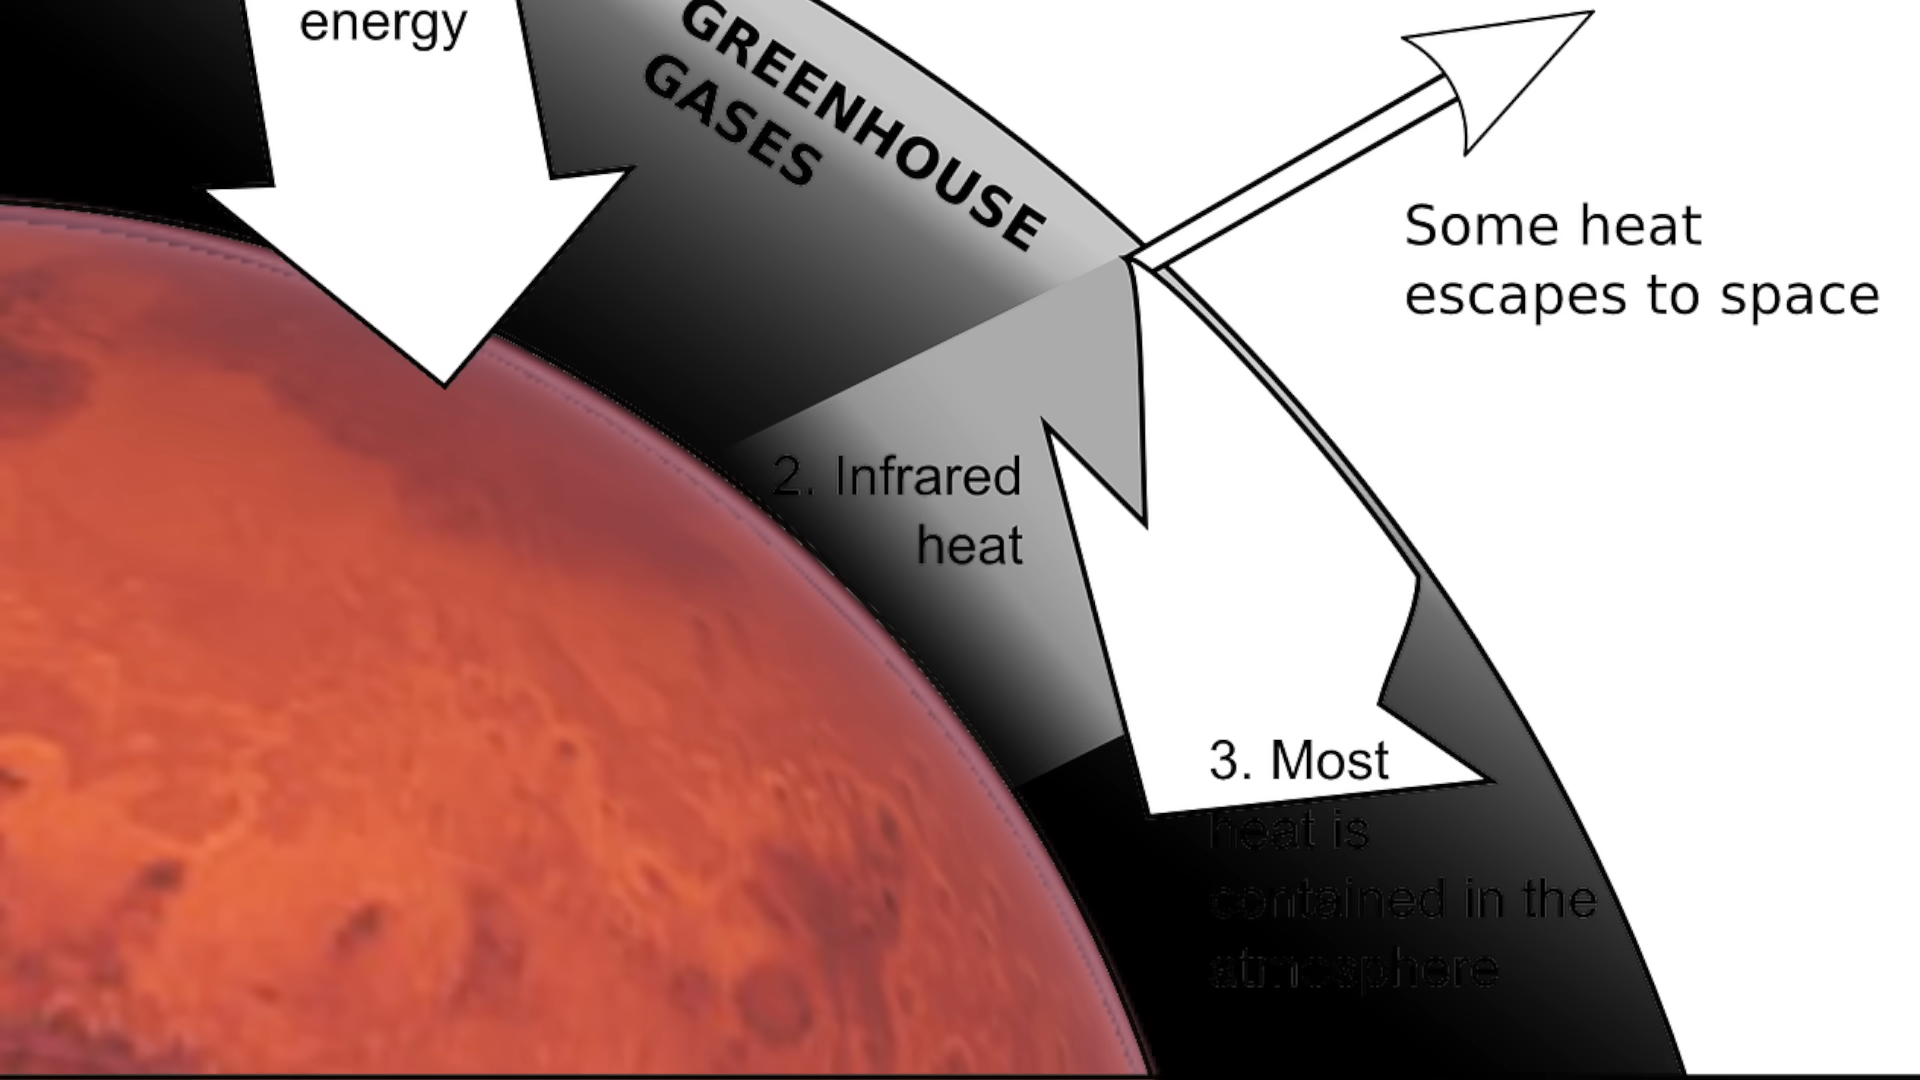 energy
GREENHOUSE
GASES
Some heat
escapes to space
2. Infrared
heat
3. Most
heat is
contained in the
atmosphere